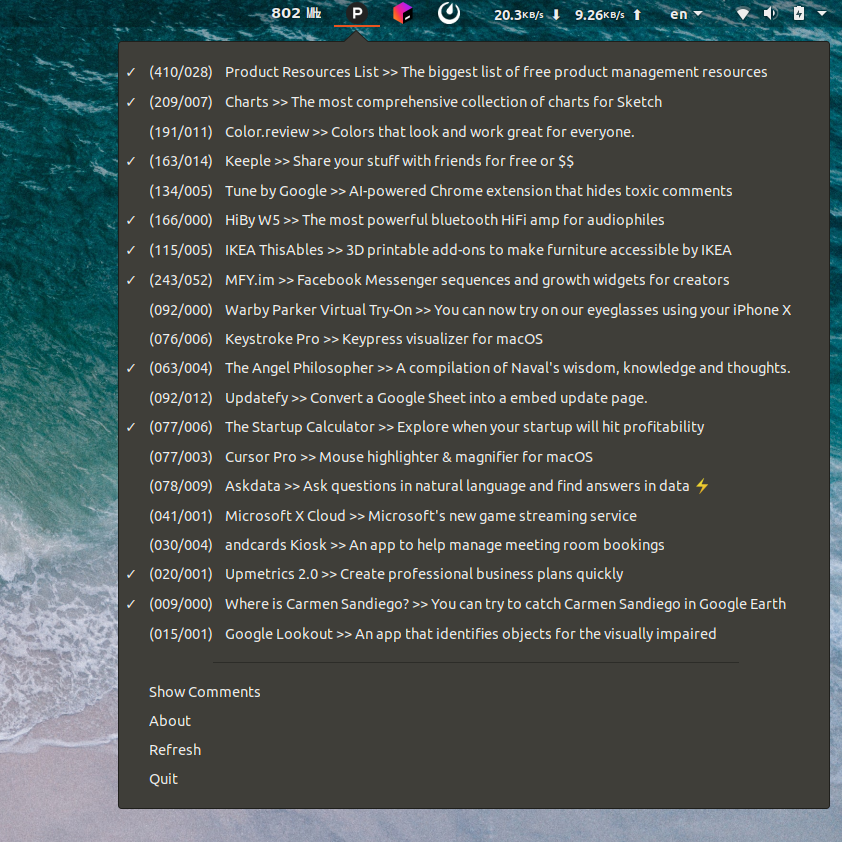 802 MHz P 20.3KB/s ⬇ 9.26KB/s ⬆ en
✓ (410/028) Product Resources List >> The biggest list of free product management resources
✓ (209/007) Charts >> The most comprehensive collection of charts for Sketch
(191/011) Color.review >> Colors that look and work great for everyone.
✓ (163/014) Keeple >> Share your stuff with friends for free or $$
(134/005) Tune by Google >> AI-powered Chrome extension that hides toxic comments
✓ (166/000) HiBy W5 >> The most powerful bluetooth HiFi amp for audiophiles
✓ (115/005) IKEA ThisAbles >> 3D printable add-ons to make furniture accessible by IKEA
✓ (243/052) MFY.im >> Facebook Messenger sequences and growth widgets for creators
(092/000) Warby Parker Virtual Try-On >> You can now try on our eyeglasses using your iPhone X
(076/006) Keystroke Pro >> Keypress visualizer for macOS
✓ (063/004) The Angel Philosopher >> A compilation of Naval's wisdom, knowledge and thoughts.
(092/012) Updatefy >> Convert a Google Sheet into a embed update page.
✓ (077/006) The Startup Calculator >> Explore when your startup will hit profitability
(077/003) Cursor Pro >> Mouse highlighter & magnifier for macOS
(078/009) Askdata >> Ask questions in natural language and find answers in data ⚡
(041/001) Microsoft X Cloud >> Microsoft's new game streaming service
(030/004) andcards Kiosk >> An app to help manage meeting room bookings
✓ (020/001) Upmetrics 2.0 >> Create professional business plans quickly
✓ (009/000) Where is Carmen Sandiego? >> You can try to catch Carmen Sandiego in Google Earth
(015/001) Google Lookout >> An app that identifies objects for the visually impaired
Show Comments
About
Refresh
Quit